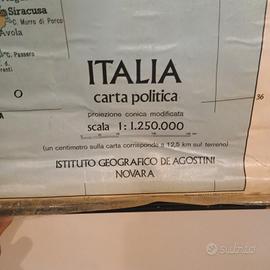 Siracusa
C. Murro di Porco
Avola
C. Passero
ITALIA
carta politica
proiezione conica modificata
scala 1:1.250.000
(un centimetro sulla carta corrisponde a 12,5 km sul terreno)
ISTITUTO GEOGRAFICO DE AGOSTINI
NOVARA
36
subito